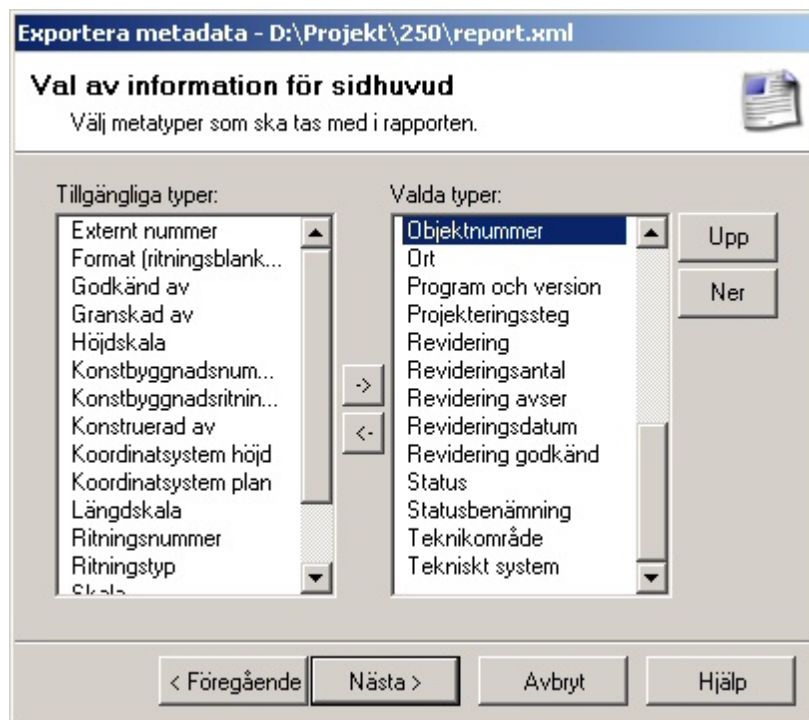 Exportera metadata - D:\Projekt\250\report.xml
Val av information för sidhuvud
Välj metatyper som ska tas med i rapporten.
Tillgängliga typer:
Externt nummer
Format (ritningsblank...
Godkänd av
Granskad av
Höjdskala
Konstbyggnadsnum...
Konstbyggnadsritnin...
Konstruerad av
Koordinatsystem höjd
Koordinatsystem plan
Längdskala
Ritningsnummer
Ritningstyp
Skala
->
<-
Valda typer:
Objektnummer
Ort
Program och version
Projekteringssteg
Revidering
Revideringsantal
Revidering avser
Revideringsdatum
Revidering godkänd
Status
Statusbenämning
Teknikområde
Tekniskt system
Upp
Ner
< Föregående
Nästa >
Avbryt
Hjälp